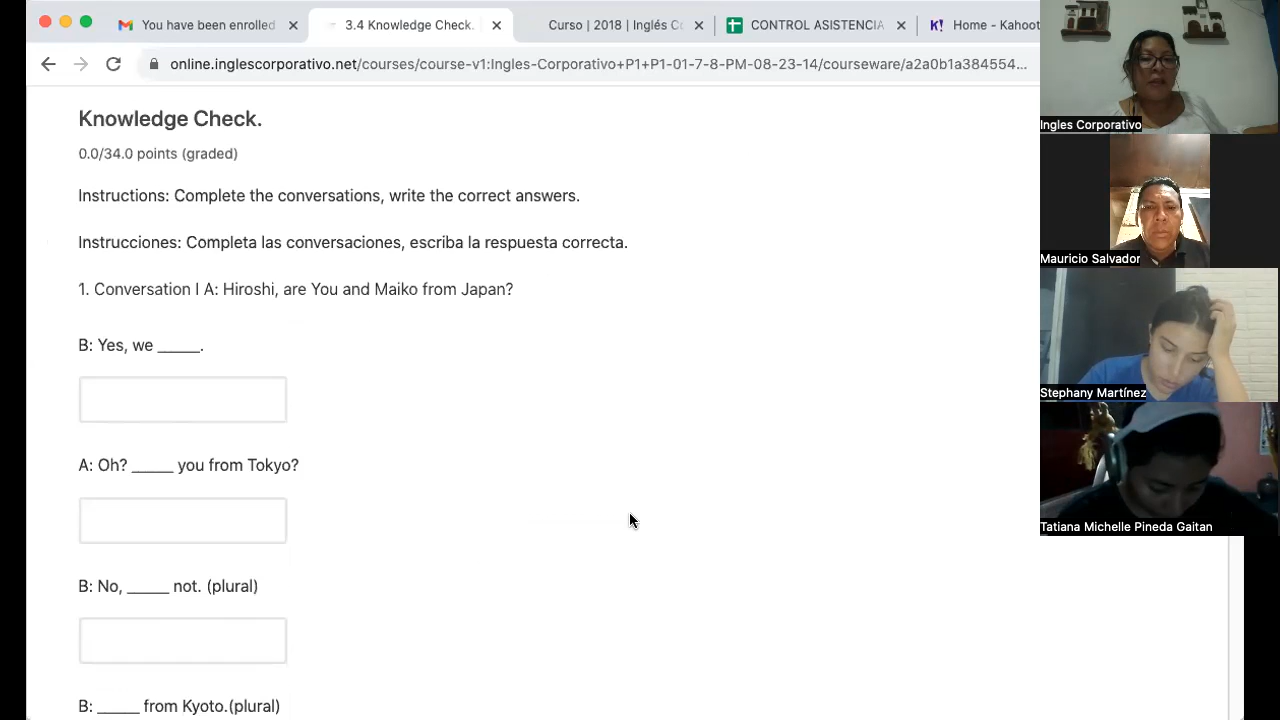 You have been enrolled
3.4 Knowledge Check.
Curso | 2018 | Inglés Co
CONTROL ASISTENCIA
K! Home - Kahoot
online.inglescorporativo.net/courses/course-v1:Ingles-Corporativo+P1+P1-01-7-8-PM-08-23-14/courseware/a2a0b1a384554...
Knowledge Check.
0.0/34.0 points (graded)
Instructions: Complete the conversations, write the correct answers.
Instrucciones: Completa las conversaciones, escriba la respuesta correcta.
1. Conversation I A: Hiroshi, are You and Maiko from Japan?
B: Yes, we _____.
A: Oh? _____ you from Tokyo?
B: No, _____ not. (plural)
B: _____ from Kyoto.(plural)
Ingles Corporativo
Mauricio Salvador
Stephany Martínez
Tatiana Michelle Pineda Gaitan